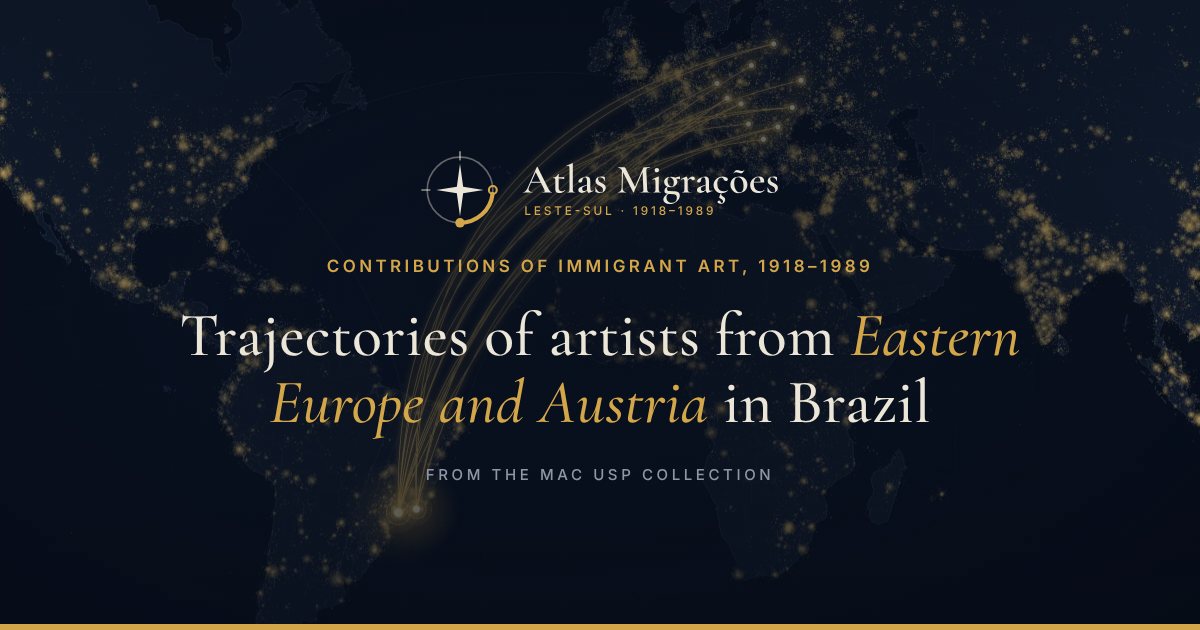 Atlas Migrações
LESTE-SUL · 1918–1989
CONTRIBUTIONS OF IMMIGRANT ART, 1918–1989
Trajectories of artists from Eastern
Europe and Austria in Brazil
FROM THE MAC USP COLLECTION